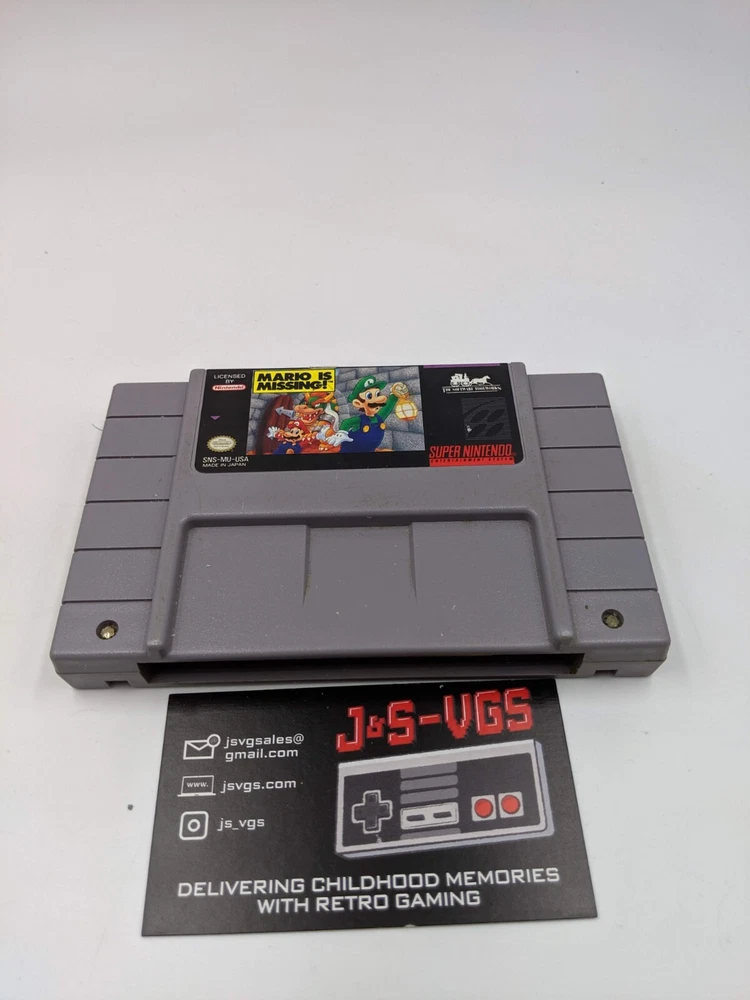 LICENSED
BY
Nintendo
MARIO IS
MISSING!™
SNS-MU-USA
MADE IN JAPAN
THE SOFTWARE TOOLWORKS
SUPER NINTENDO
ENTERTAINMENT SYSTEM
J&S-VGS
jsvgsales@
gmail.com
www.
jsvgs.com
js_vgs
DELIVERING CHILDHOOD MEMORIES
WITH RETRO GAMING